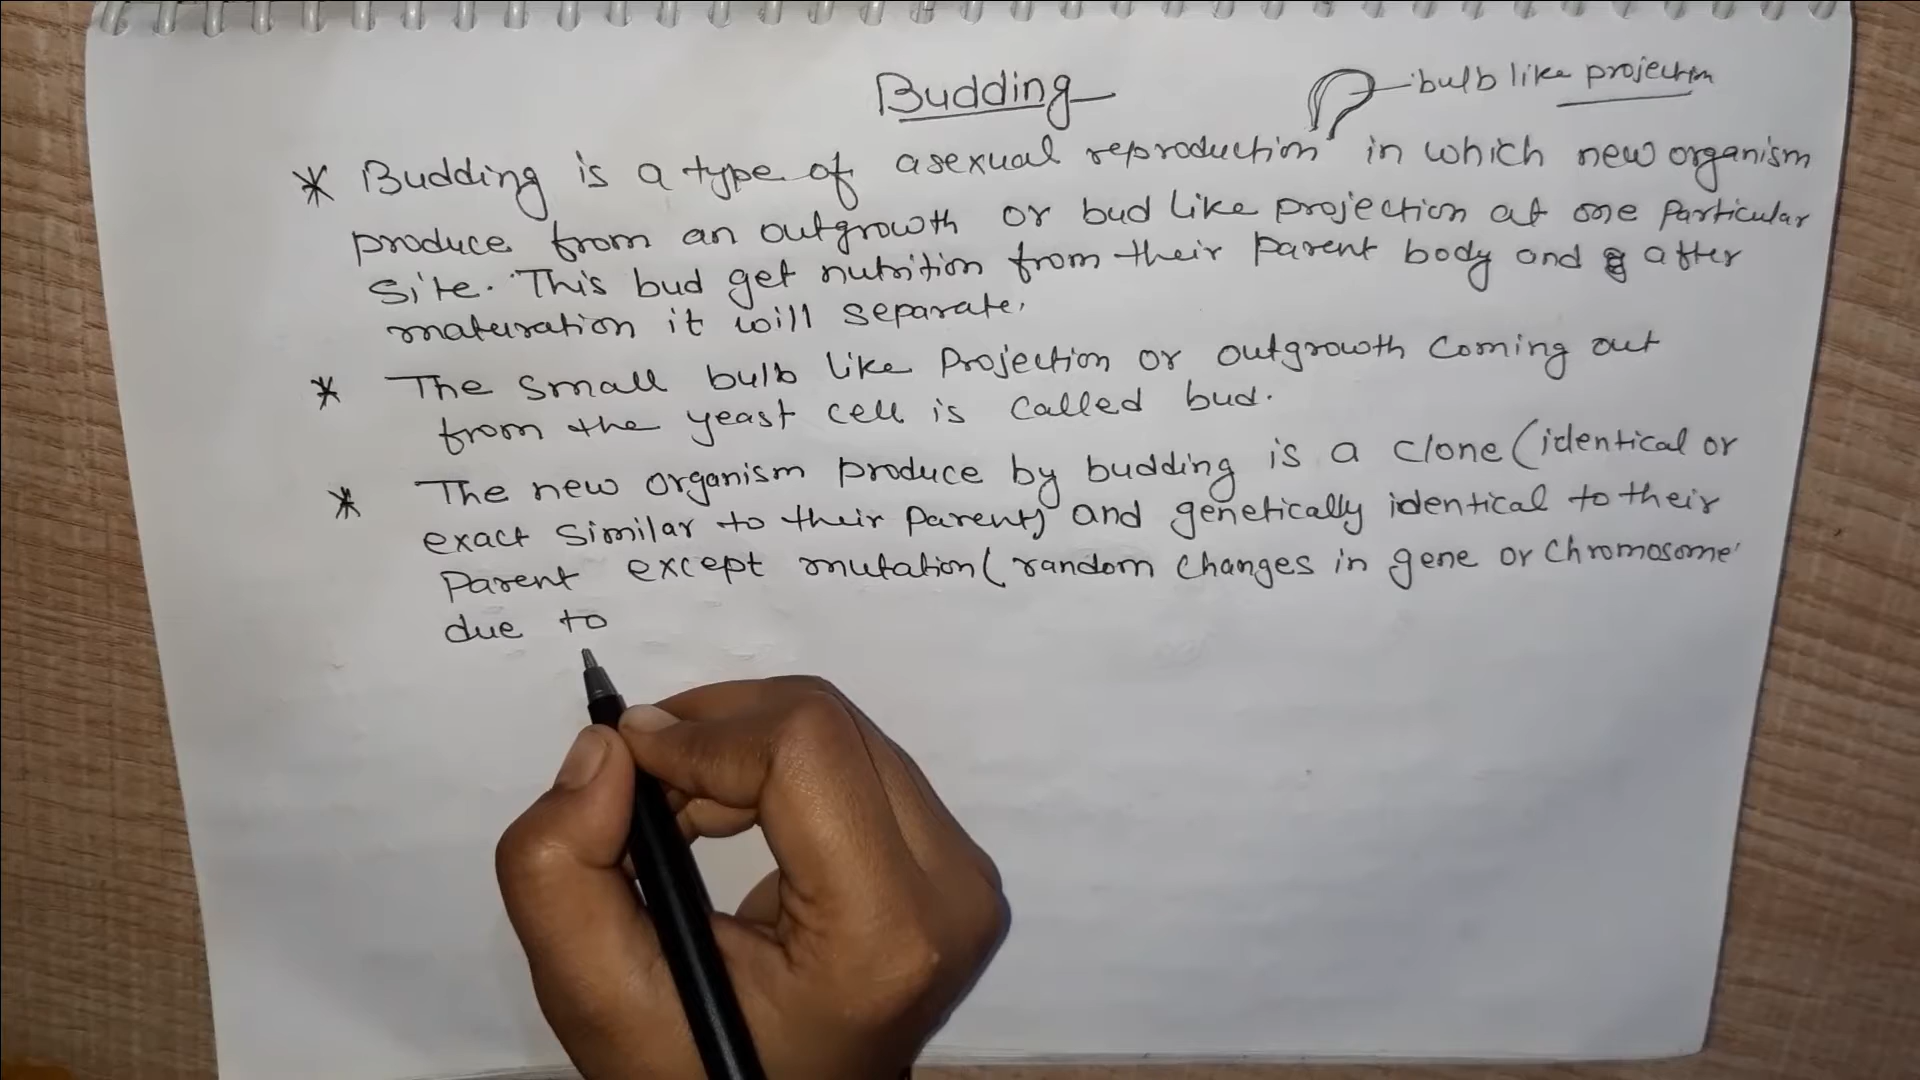 Budding
bulb like projection
* Budding is a type of asexual reproduction in which new organism
produce from an outgrowth or bud like projection at one particular
site. This bud get nutrition from their parent body and after
maturation it will separate.
* The small bulb like Projection or outgrowth coming out
from the yeast cell is called bud.
* The new organism produce by budding is a clone (identical or
exact similar to their parent) and genetically identical to their
parent except mutation ( random changes in gene or chromosome
due to